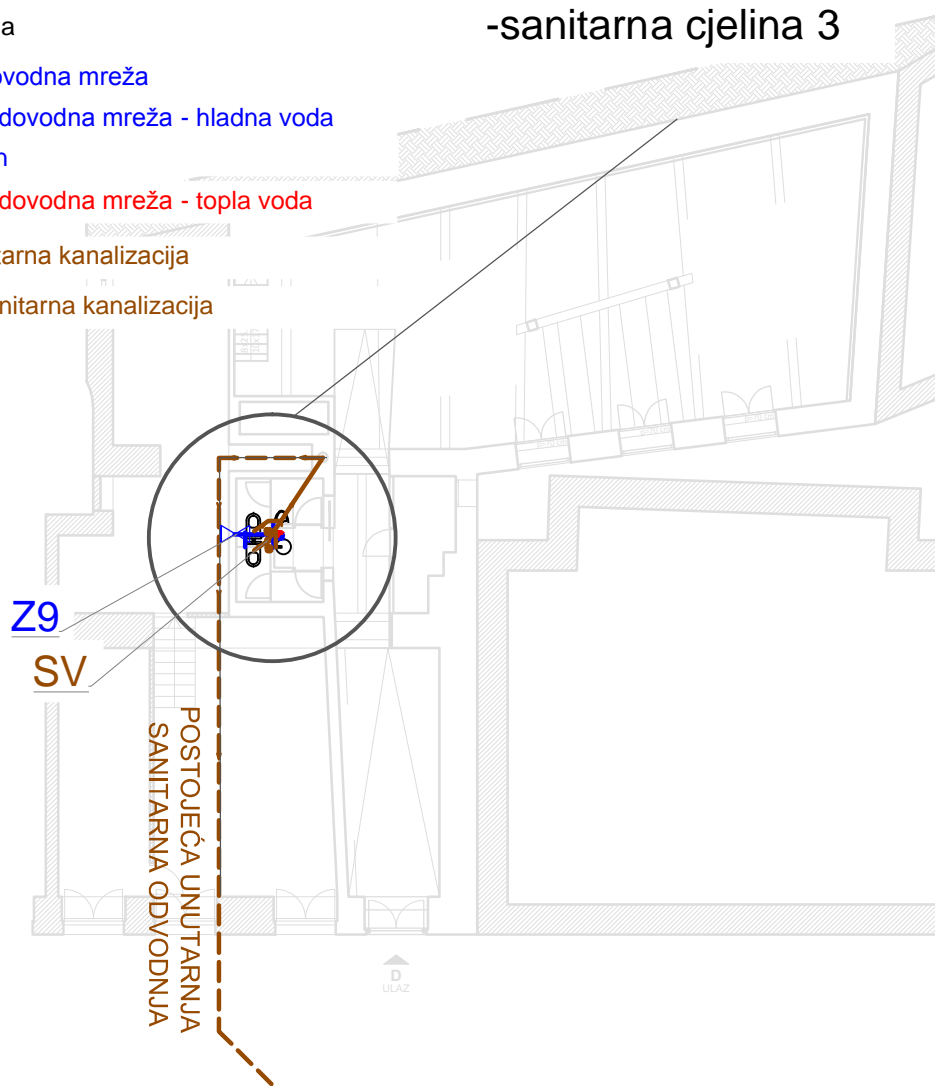 -sanitarna cjelina 3
a
ovodna mreža
dovodna mreža - hladna voda
n
dovodna mreža - topla voda
tarna kanalizacija
nitarna kanalizacija
Z9
SV
POSTOJEĆA UNUTARNJA
SANITARNA ODVODNJA
D
ULAZ